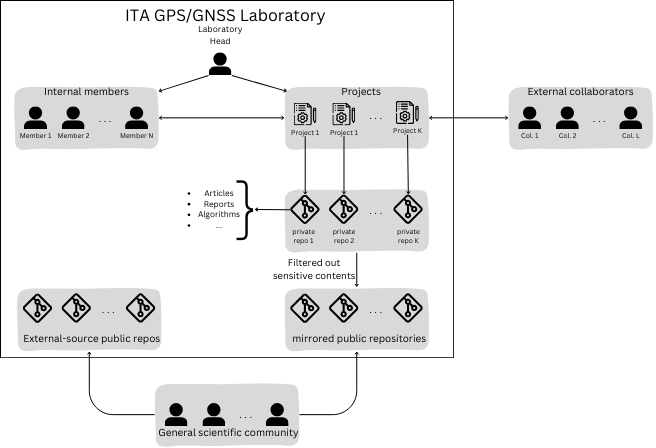 ITA GPS/GNSS Laboratory
Laboratory
Head
Internal members
Member 1 Member 2 ... Member N
Projects
Project 1 Project 1 ... Project K
External collaborators
Col. 1 Col. 2 ... Col. L
• Articles
• Reports
• Algorithms
• ...
private
repo 1
private
repo 2
...
private
repo K
Filtered out
sensitive contents
...
External-source public repos
...
mirrored public repositories
...
General scientific community